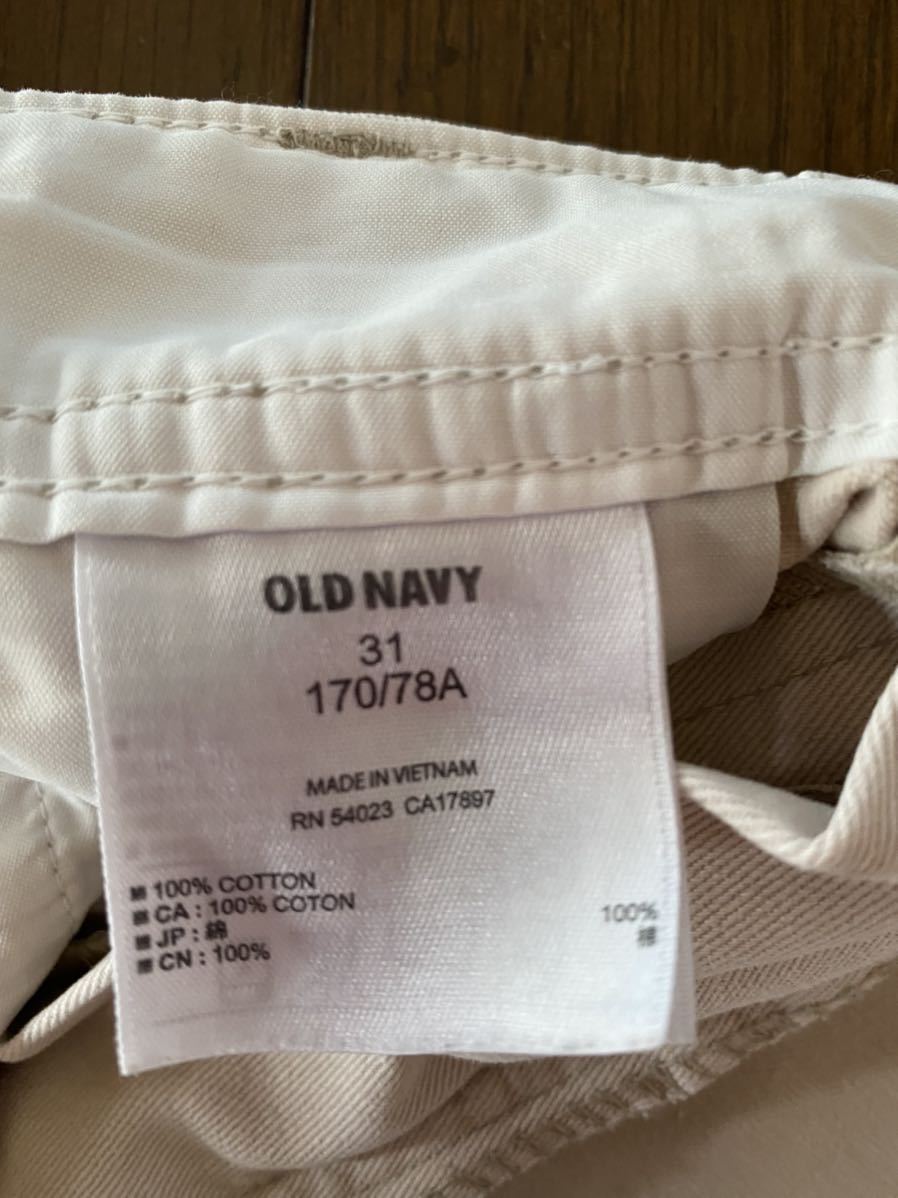 OLD NAVY
31
170/78A
MADE IN VIETNAM
RN 54023 CA17897
100% COTTON
CA : 100% COTON
JP : 綿 100%
CN : 100% 棉